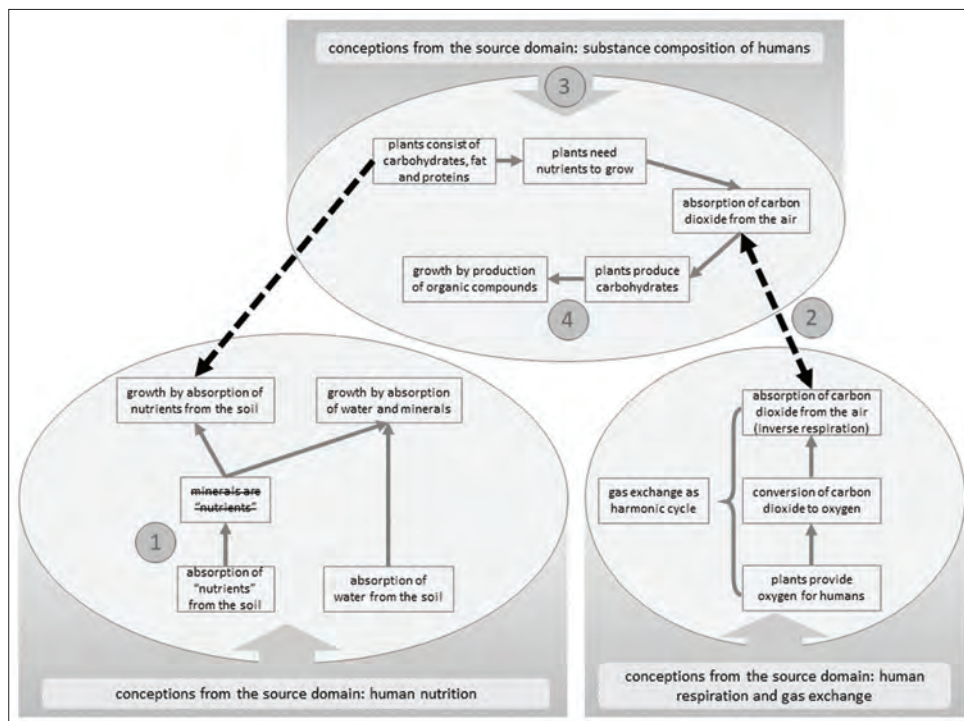 conceptions from the source domain: substance composition of humans
3
plants consist of
carbohydrates, fat
and proteins
plants need
nutrients to grow
absorption of carbon
dioxide from the air
growth by production
of organic compounds
plants produce
carbohydrates
4
2
growth by absorption of
nutrients from the soil
growth by absorption
of water and minerals
minerals are
"nutrients"
1
absorption of
"nutrients"
from the soil
absorption of
water from the soil
conceptions from the source domain: human nutrition
absorption of carbon
dioxide from the air
(inverse respiration)
gas exchange as
harmonic cycle
conversion of carbon
dioxide to oxygen
plants provide
oxygen for humans
conceptions from the source domain: human
respiration and gas exchange